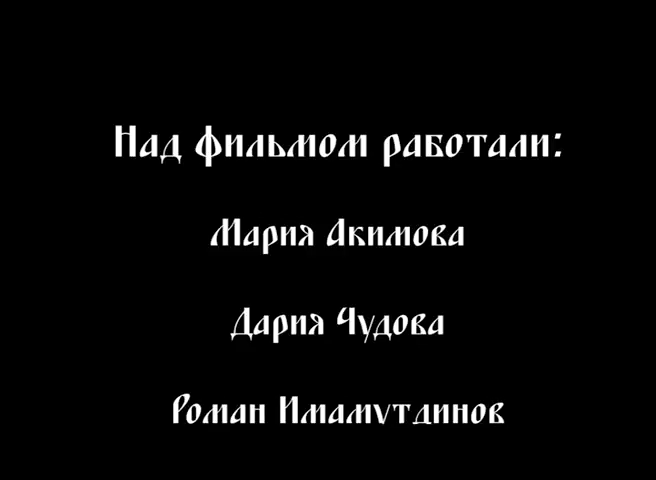 Над фильмом работали:
Мария Акимова
Дария Чудова
Роман Имамутдинов